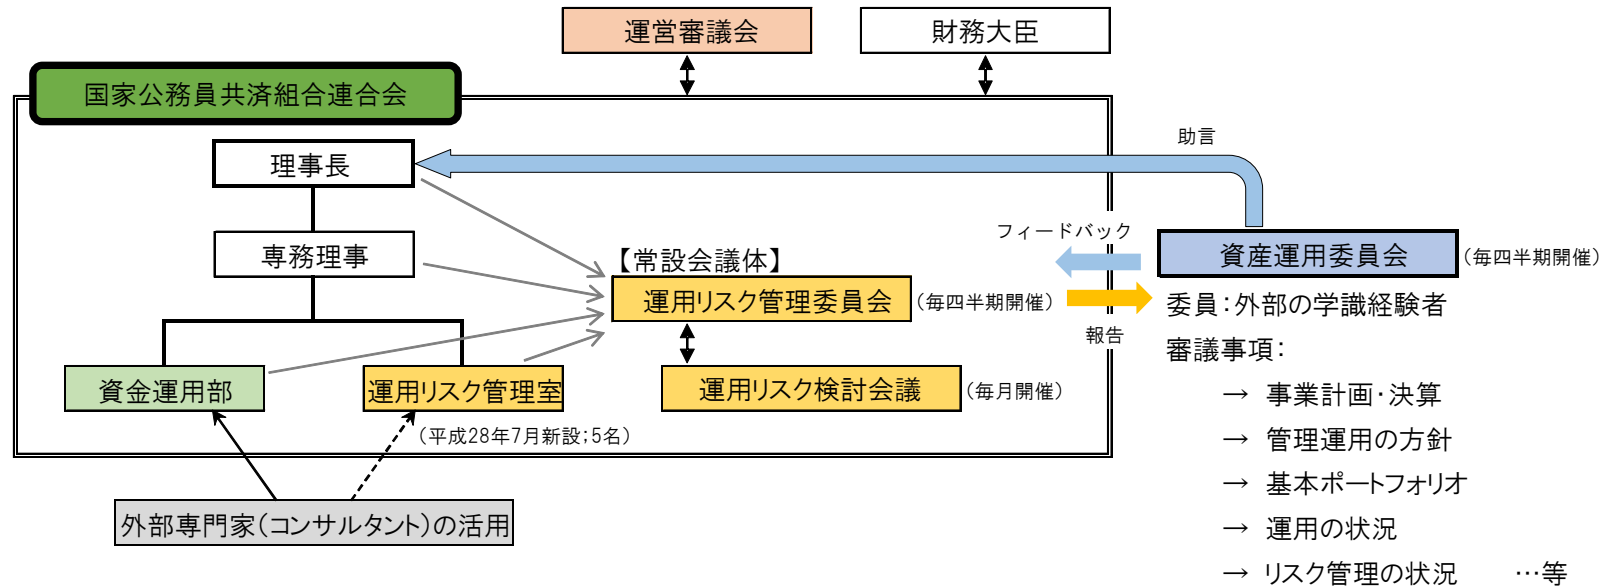 運営審議会
財務大臣
国家公務員共済組合連合会
助言
理事長
フィードバック
専務理事
【常設会議体】
資産運用委員会
(毎四半期開催)
運用リスク管理委員会
(毎四半期開催)
委員：外部の学識経験者
報告
審議事項：
資金運用部
運用リスク管理室
運用リスク検討会議
(毎月開催)
→ 事業計画・決算
(平成28年7月新設；5名)
→ 管理運用の方針
→ 基本ポートフォリオ
外部専門家(コンサルタント)の活用
→ 運用の状況
→ リスク管理の状況 …等